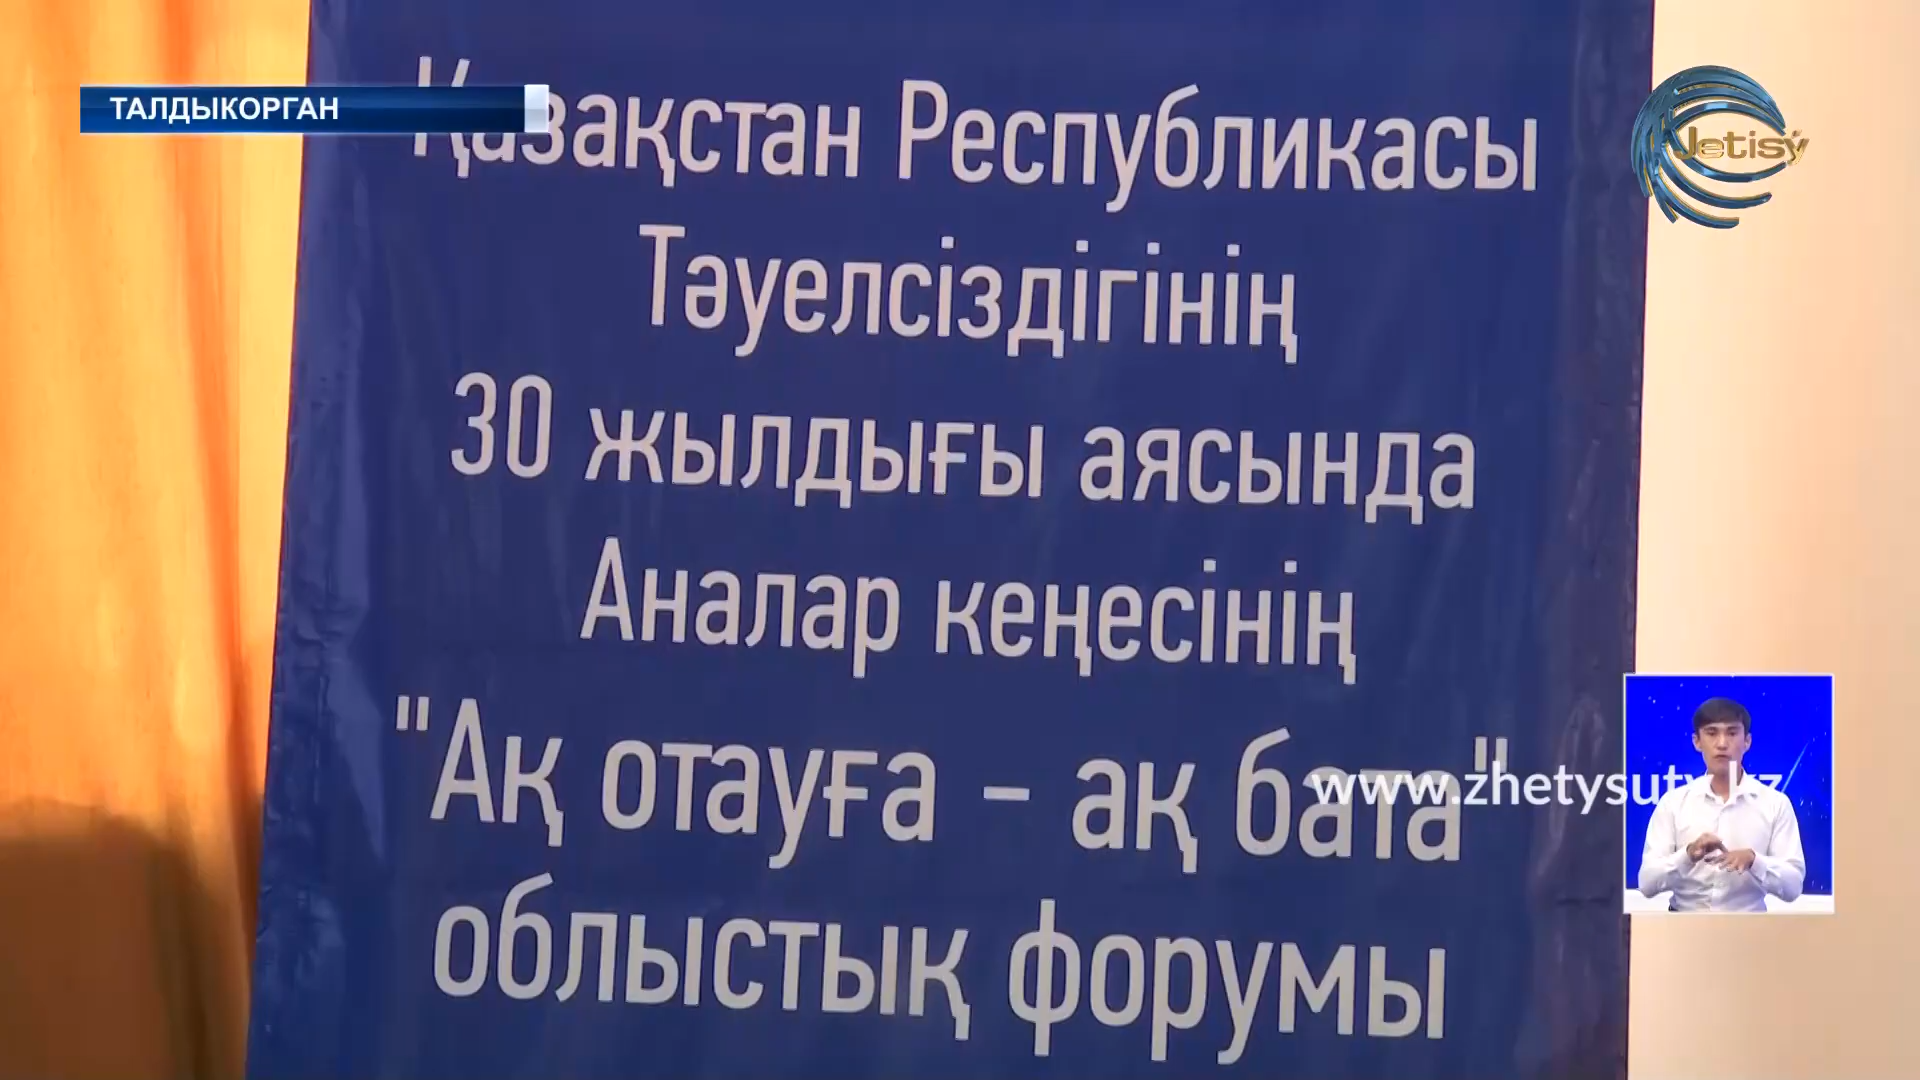 ТАЛДЫКОРГАН
Jetisý
Қазақстан Республикасы
Тәуелсіздігінің
30 жылдығы аясында
Аналар кеңесінің
"Ақ отауға - ақ бата"
www.zhetysutv.kz
облыстық форумы